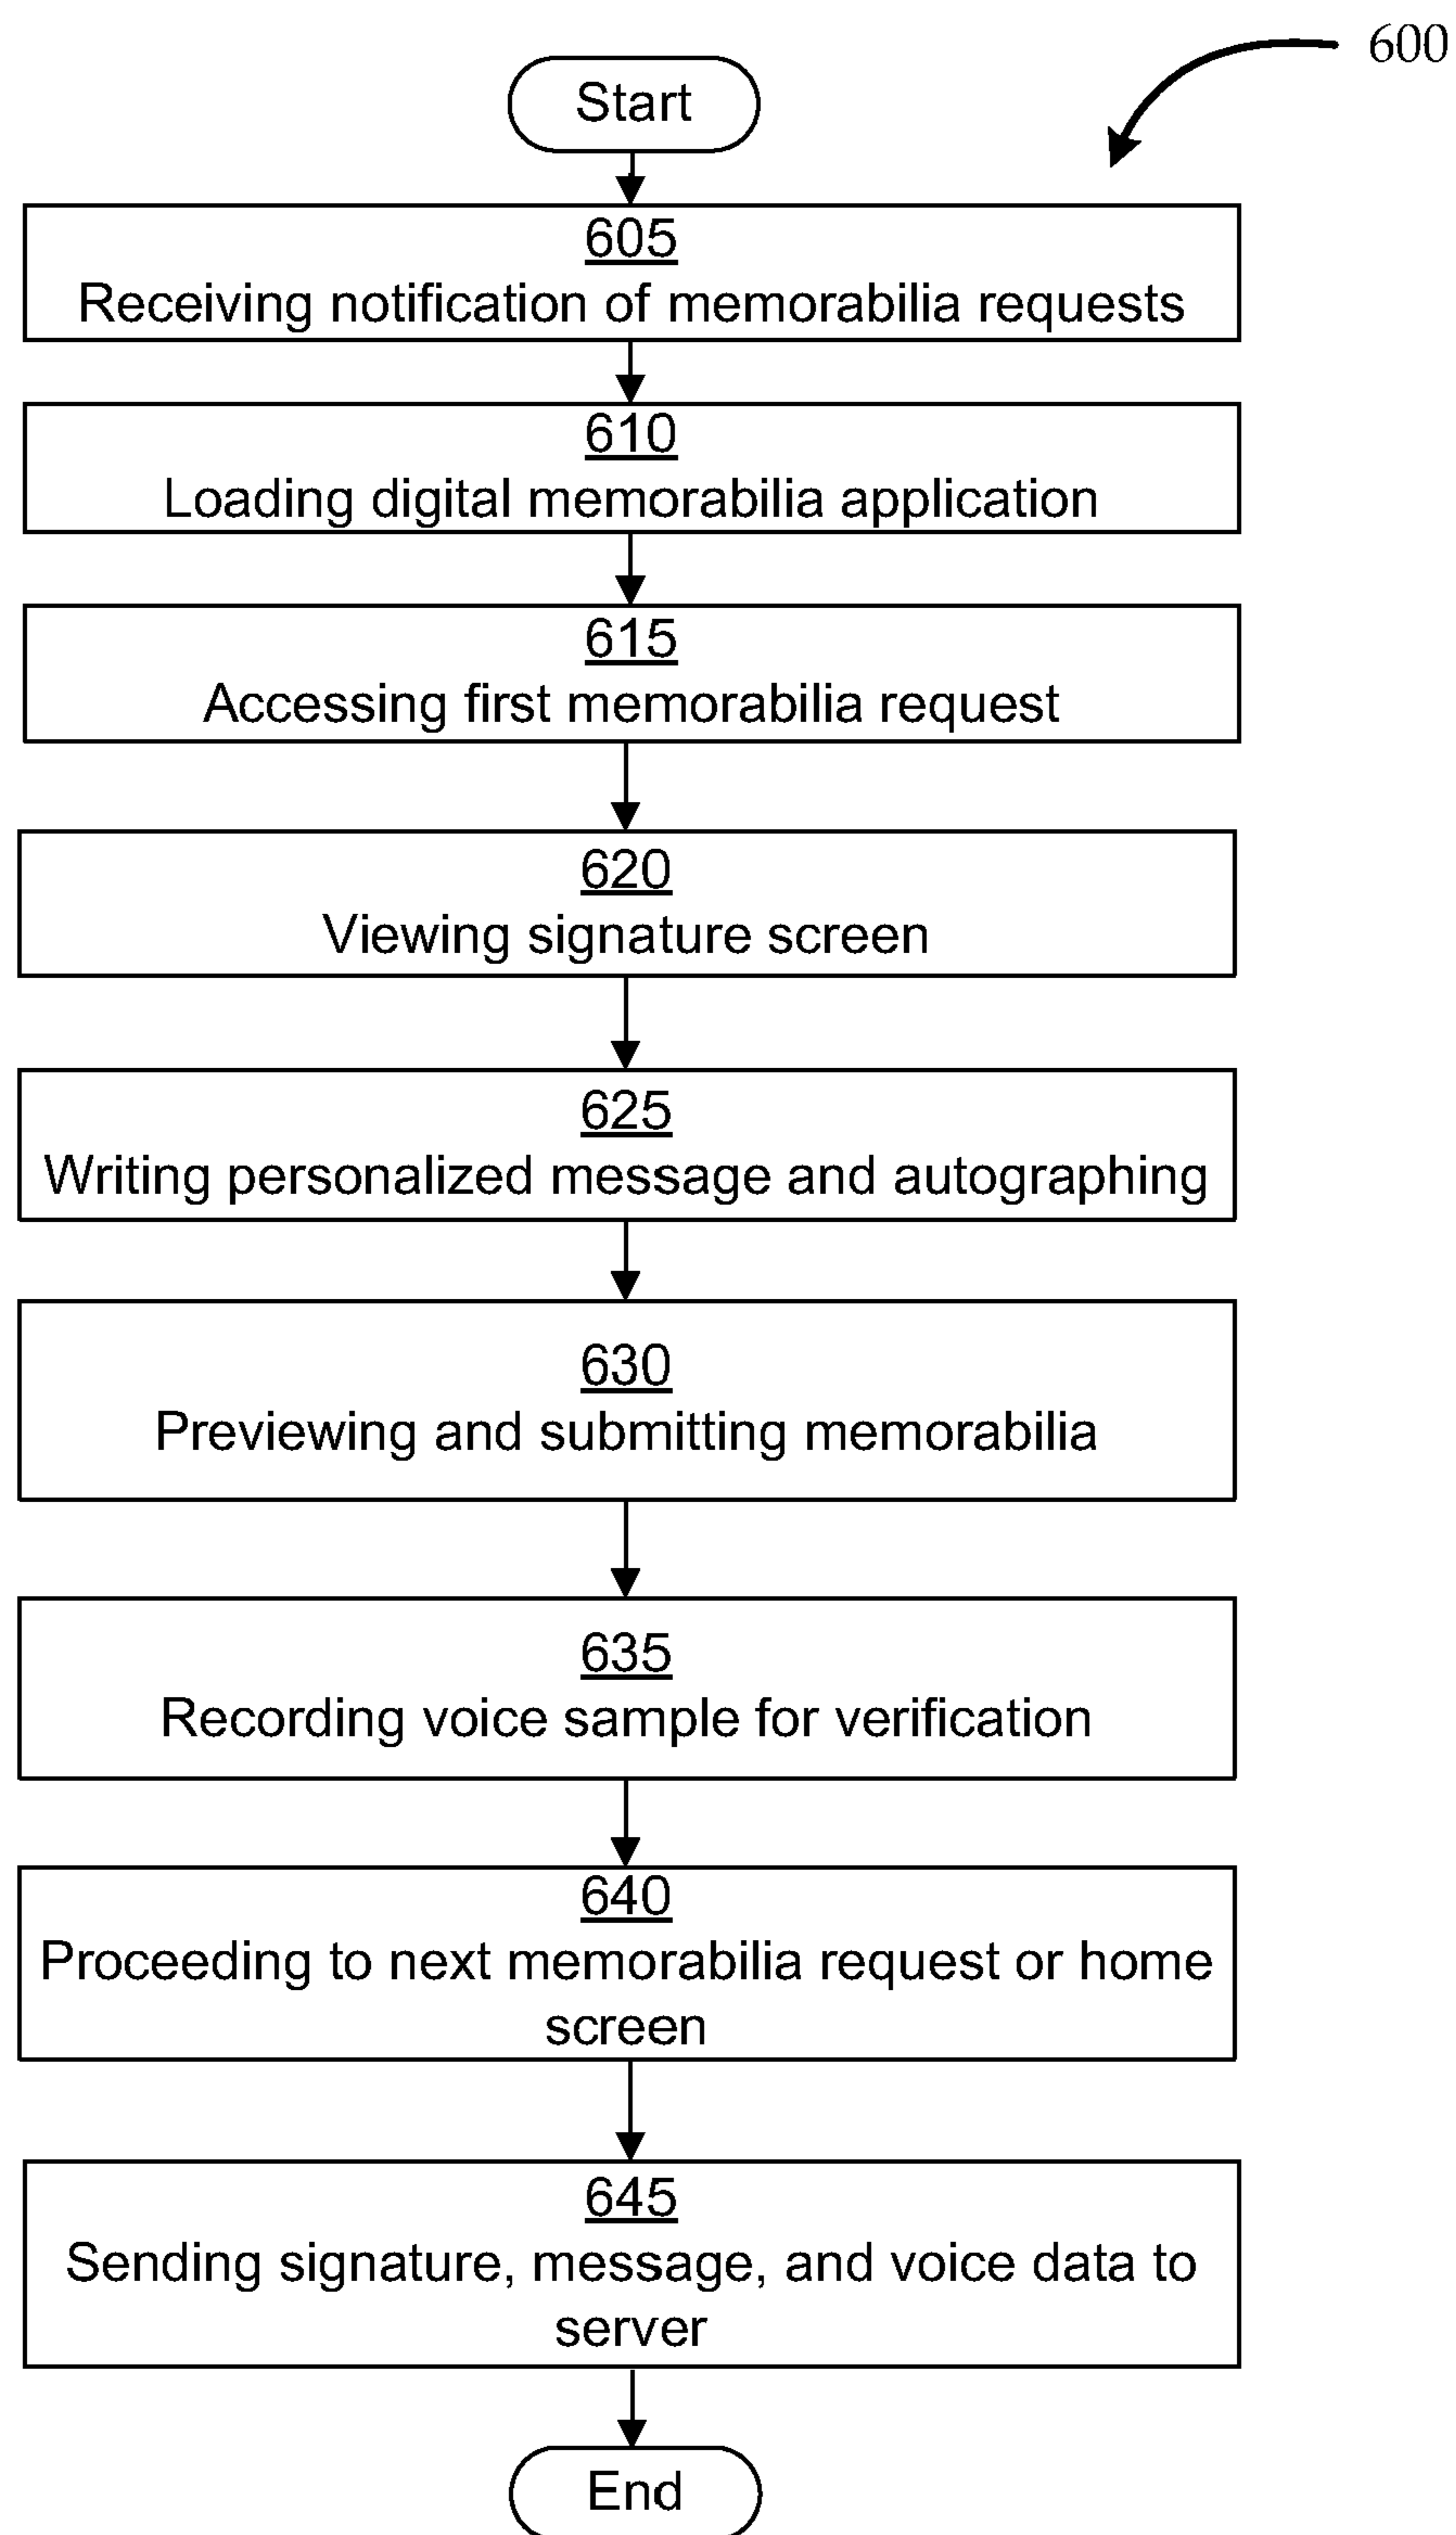 600
Start
605
Receiving notification of memorabilia requests
610
Loading digital memorabilia application
615
Accessing first memorabilia request
620
Viewing signature screen
625
Writing personalized message and autographing
630
Previewing and submitting memorabilia
635
Recording voice sample for verification
640
Proceeding to next memorabilia request or home
screen
645
Sending signature, message, and voice data to
server
End